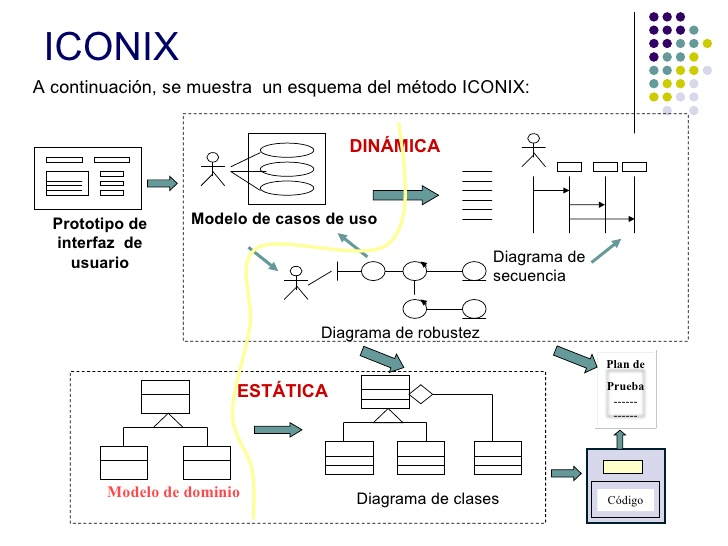 ICONIX
A continuación, se muestra un esquema del método ICONIX:
DINÁMICA
Prototipo de
interfaz de
usuario
Modelo de casos de uso
Diagrama de
secuencia
Diagrama de robustez
Plan de
Prueba
------
------
ESTÁTICA
Modelo de dominio
Diagrama de clases
Código